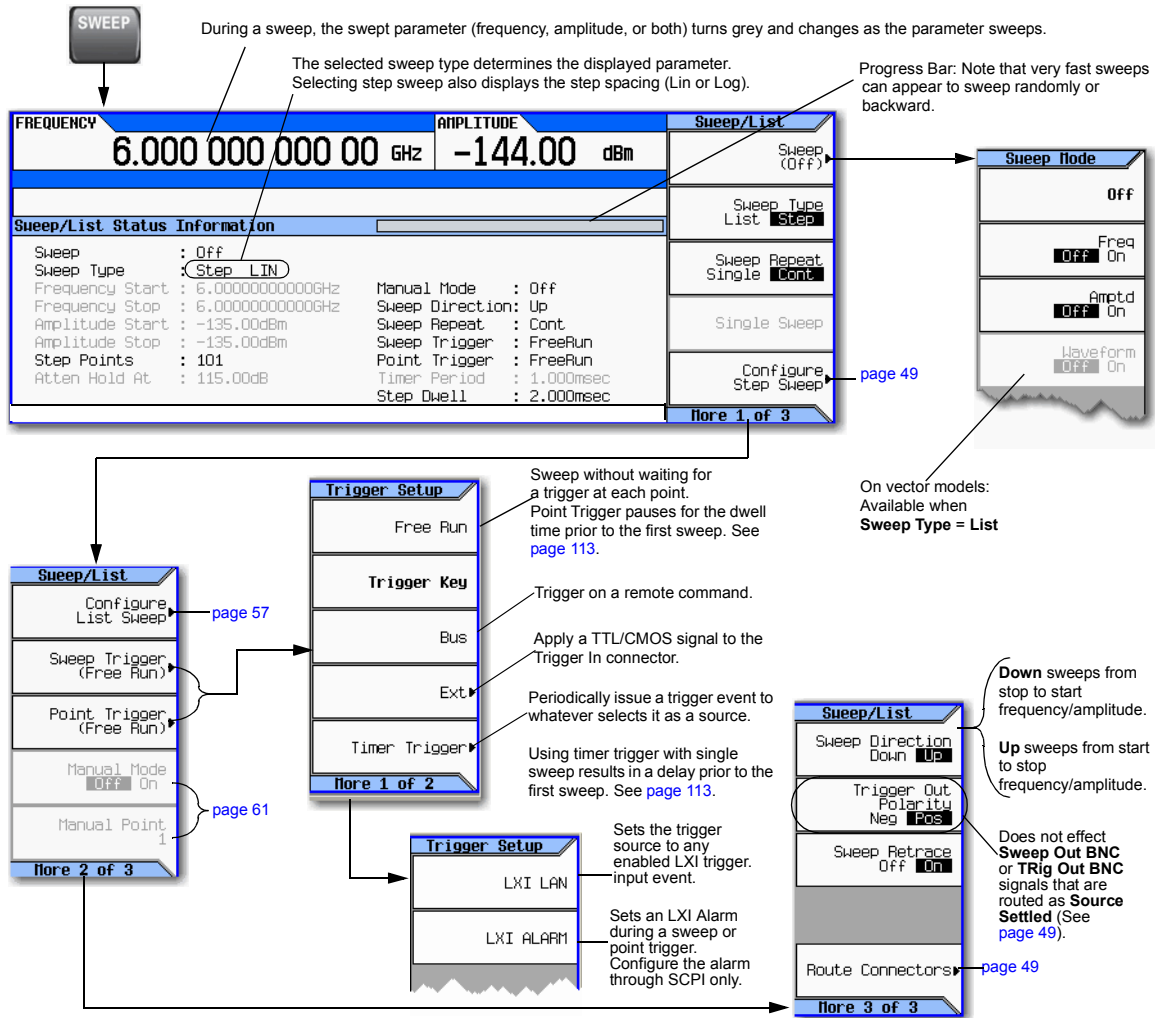 SWEEP
During a sweep, the swept parameter (frequency, amplitude, or both) turns grey and changes as the parameter sweeps.
The selected sweep type determines the displayed parameter.
Selecting step sweep also displays the step spacing (Lin or Log).
Progress Bar: Note that very fast sweeps
can appear to sweep randomly or
backward.
FREQUENCY
6.000 000 000 00 GHz
AMPLITUDE
-144.00 dBm
Sweep/List Status Information
Sweep : Off
Sweep Type : Step LIN
Frequency Start : 6.00000000000GHz
Frequency Stop : 6.00000000000GHz
Amplitude Start : -135.00dBm
Amplitude Stop : -135.00dBm
Step Points : 101
Atten Hold At : 115.00dB
Manual Mode : Off
Sweep Direction: Up
Sweep Repeat : Cont
Sweep Trigger : FreeRun
Point Trigger : FreeRun
Timer Period : 1.000msec
Step Dwell : 2.000msec
Sweep/List
Sweep
(Off)
Sweep Type
List Step
Sweep Repeat
Single Cont
Single Sweep
Configure
Step Sweep
More 1 of 3
page 49
Sweep Mode
Off
Freq
Off On
Amptd
Off On
Waveform
Off On
On vector models:
Available when
Sweep Type = List
Sweep/List
Configure
List Sweep
Sweep Trigger
(Free Run)
Point Trigger
(Free Run)
Manual Mode
Off On
Manual Point
1
More 2 of 3
page 57
page 61
Trigger Setup
Free Run
Trigger Key
Bus
Ext
Timer Trigger
More 1 of 2
Sweep without waiting for
a trigger at each point.
Point Trigger pauses for the dwell
time prior to the first sweep. See
page 113.
Trigger on a remote command.
Apply a TTL/CMOS signal to the
Trigger In connector.
Periodically issue a trigger event to
whatever selects it as a source.
Using timer trigger with single
sweep results in a delay prior to the
first sweep. See page 113.
Trigger Setup
LXI LAN
LXI ALARM
Sets the trigger
source to any
enabled LXI trigger.
input event.
Sets an LXI Alarm
during a sweep or
point trigger.
Configure the alarm
through SCPI only.
Sweep/List
Sweep Direction
Down Up
Trigger Out
Polarity
Neg Pos
Sweep Retrace
Off On
Route Connectors
More 3 of 3
Down sweeps from
stop to start
frequency/amplitude.
Up sweeps from start
to stop
frequency/amplitude.
Does not effect
Sweep Out BNC
or TRig Out BNC
signals that are
routed as Source
Settled (See
page 49).
page 49